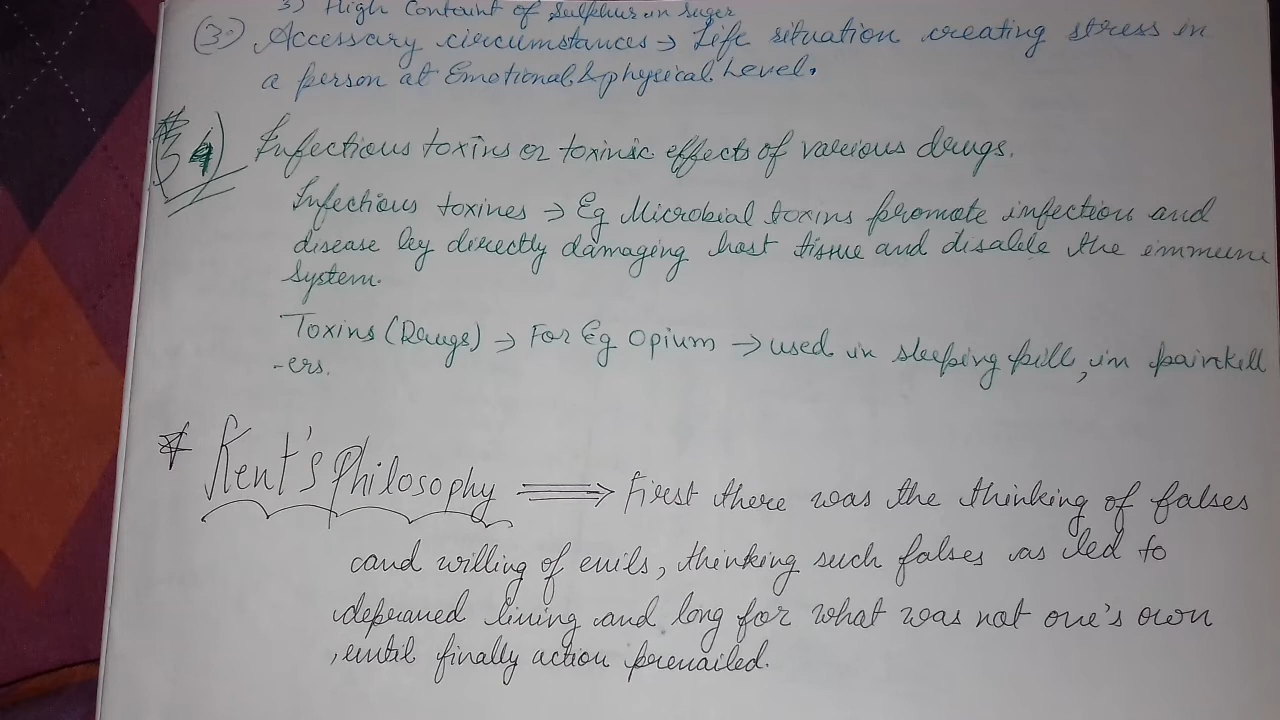 3) High Containt of Sulphur in Suger
(3) Accessary circumstances → Life situation creating stress in
a person at Emotional & physical Level.
4) Infectious toxins or toxinic effects of various drugs.
Infectious toxines → Eg Microbial toxins promote infection and
disease by directly damaging host tissue and disable the immune
System.
Toxins (Drugs) → For Eg Opium → used in sleeping pill, in painkill
-ers.
* Kent's Philosophy ⟹ First there was the thinking of falses
and willing of evils, thinking such falses as led to
depraved living and long for what was not one's own
, until finally action prevailed.